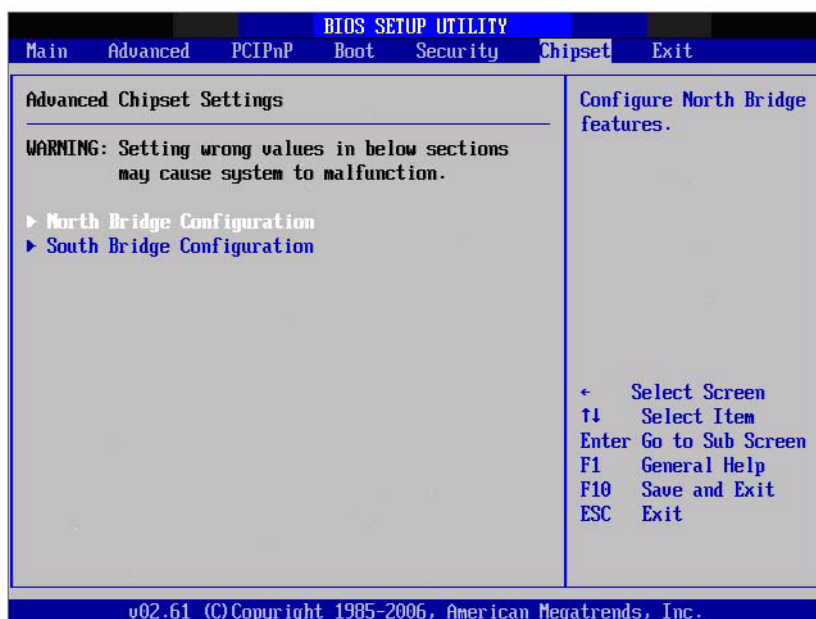 BIOS SETUP UTILITY
Main Advanced PCIPnP Boot Security Chipset Exit
Advanced Chipset Settings
WARNING: Setting wrong values in below sections
may cause system to malfunction.
▶ North Bridge Configuration
▶ South Bridge Configuration
Configure North Bridge
features.
← Select Screen
↑↓ Select Item
Enter Go to Sub Screen
F1 General Help
F10 Save and Exit
ESC Exit
v02.61 (C)Copyright 1985-2006, American Megatrends, Inc.